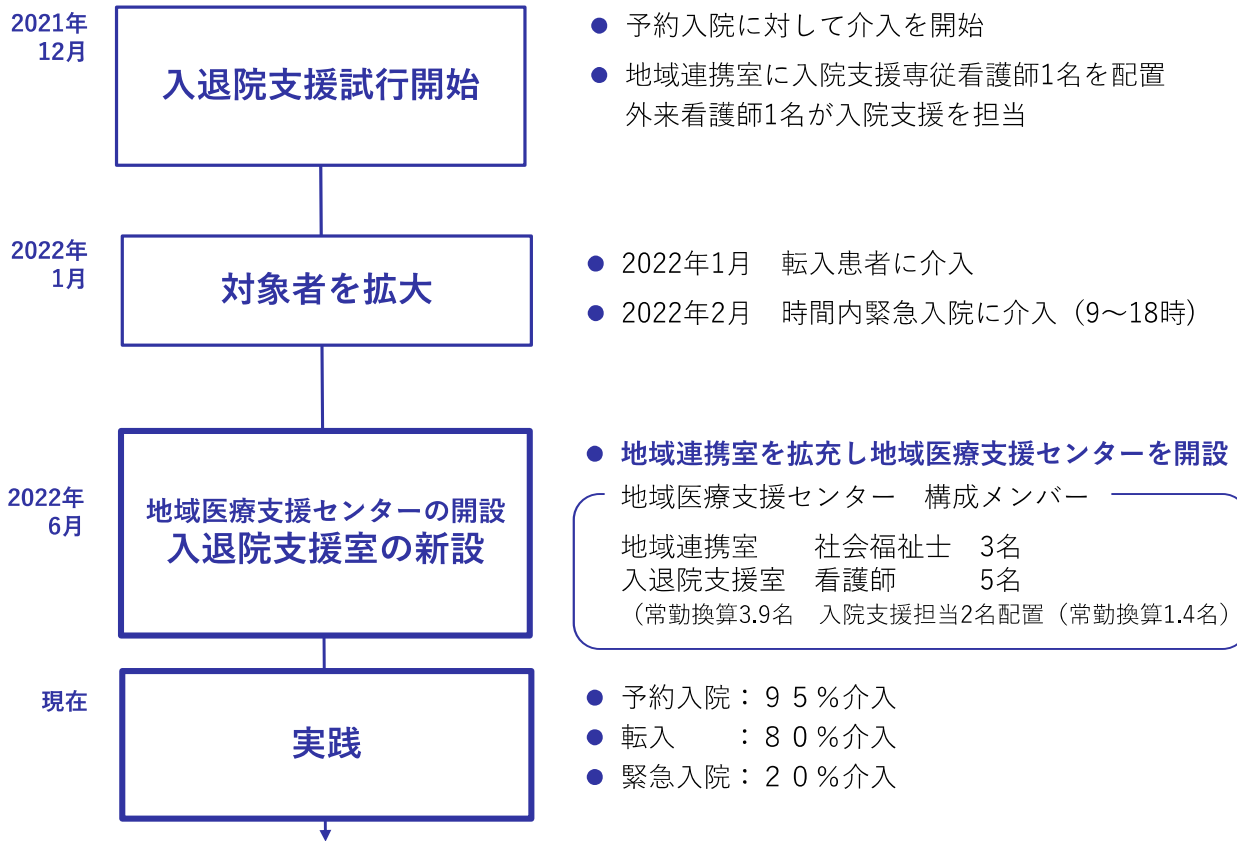 2021年
12月
入退院支援試行開始
● 予約入院に対して介入を開始
● 地域連携室に入院支援専従看護師1名を配置
外来看護師1名が入院支援を担当
2022年
1月
対象者を拡大
● 2022年1月　転入患者に介入
● 2022年2月　時間内緊急入院に介入（9～18時）
2022年
6月
地域医療支援センターの開設
入退院支援室の新設
● 地域連携室を拡充し地域医療支援センターを開設
地域医療支援センター　構成メンバー
地域連携室　　社会福祉士　3名
入退院支援室　看護師　　　5名
（常勤換算3.9名　入院支援担当2名配置（常勤換算1.4名）
現在
実践
● 予約入院：９５％介入
● 転入　　：８０％介入
● 緊急入院：２０％介入